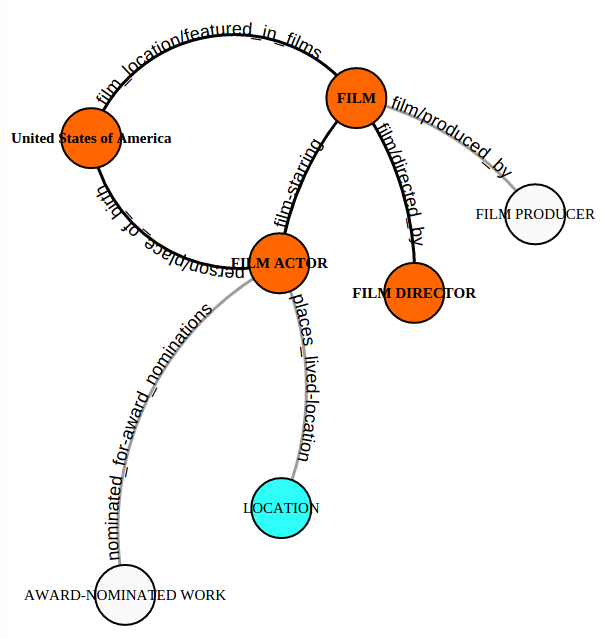 film_location/featured_in_films
FILM
film/produced_by
United States of America
film-starring
film/directed_by
person/place_of_birth
FILM PRODUCER
FILM ACTOR
FILM DIRECTOR
nominated_for-award_nominations
places_lived-location
LOCATION
AWARD-NOMINATED WORK